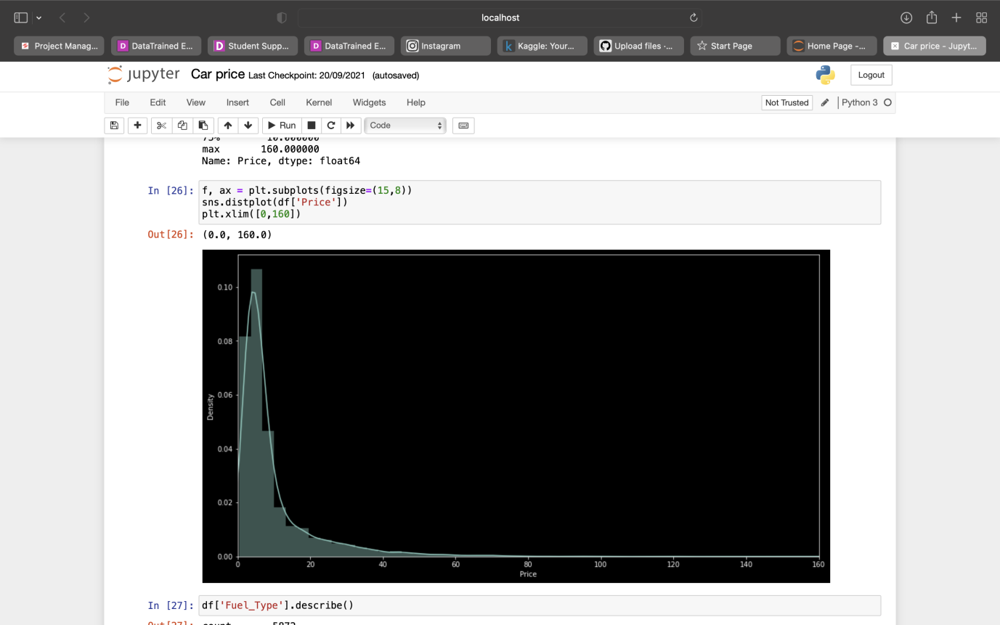 localhost
Project Manag...
DataTrained E...
Student Supp...
DataTrained E...
Instagram
Kaggle: Your...
Upload files ·...
Start Page
Home Page -...
Car price - Jupyt...
jupyter Car price Last Checkpoint: 20/09/2021 (autosaved)
Logout
File Edit View Insert Cell Kernel Widgets Help
Not Trusted
Python 3
Run
Code
75% 10.000000
max 160.000000
Name: Price, dtype: float64
In [26]: f, ax = plt.subplots(figsize=(15,8))
sns.distplot(df['Price'])
plt.xlim([0,160])
Out[26]: (0.0, 160.0)
0.10
0.08
0.06
0.04
0.02
0.00
Density
0 20 40 60 80 100 120 140 160
Price
In [27]: df['Fuel_Type'].describe()
Out[27]: count 5872